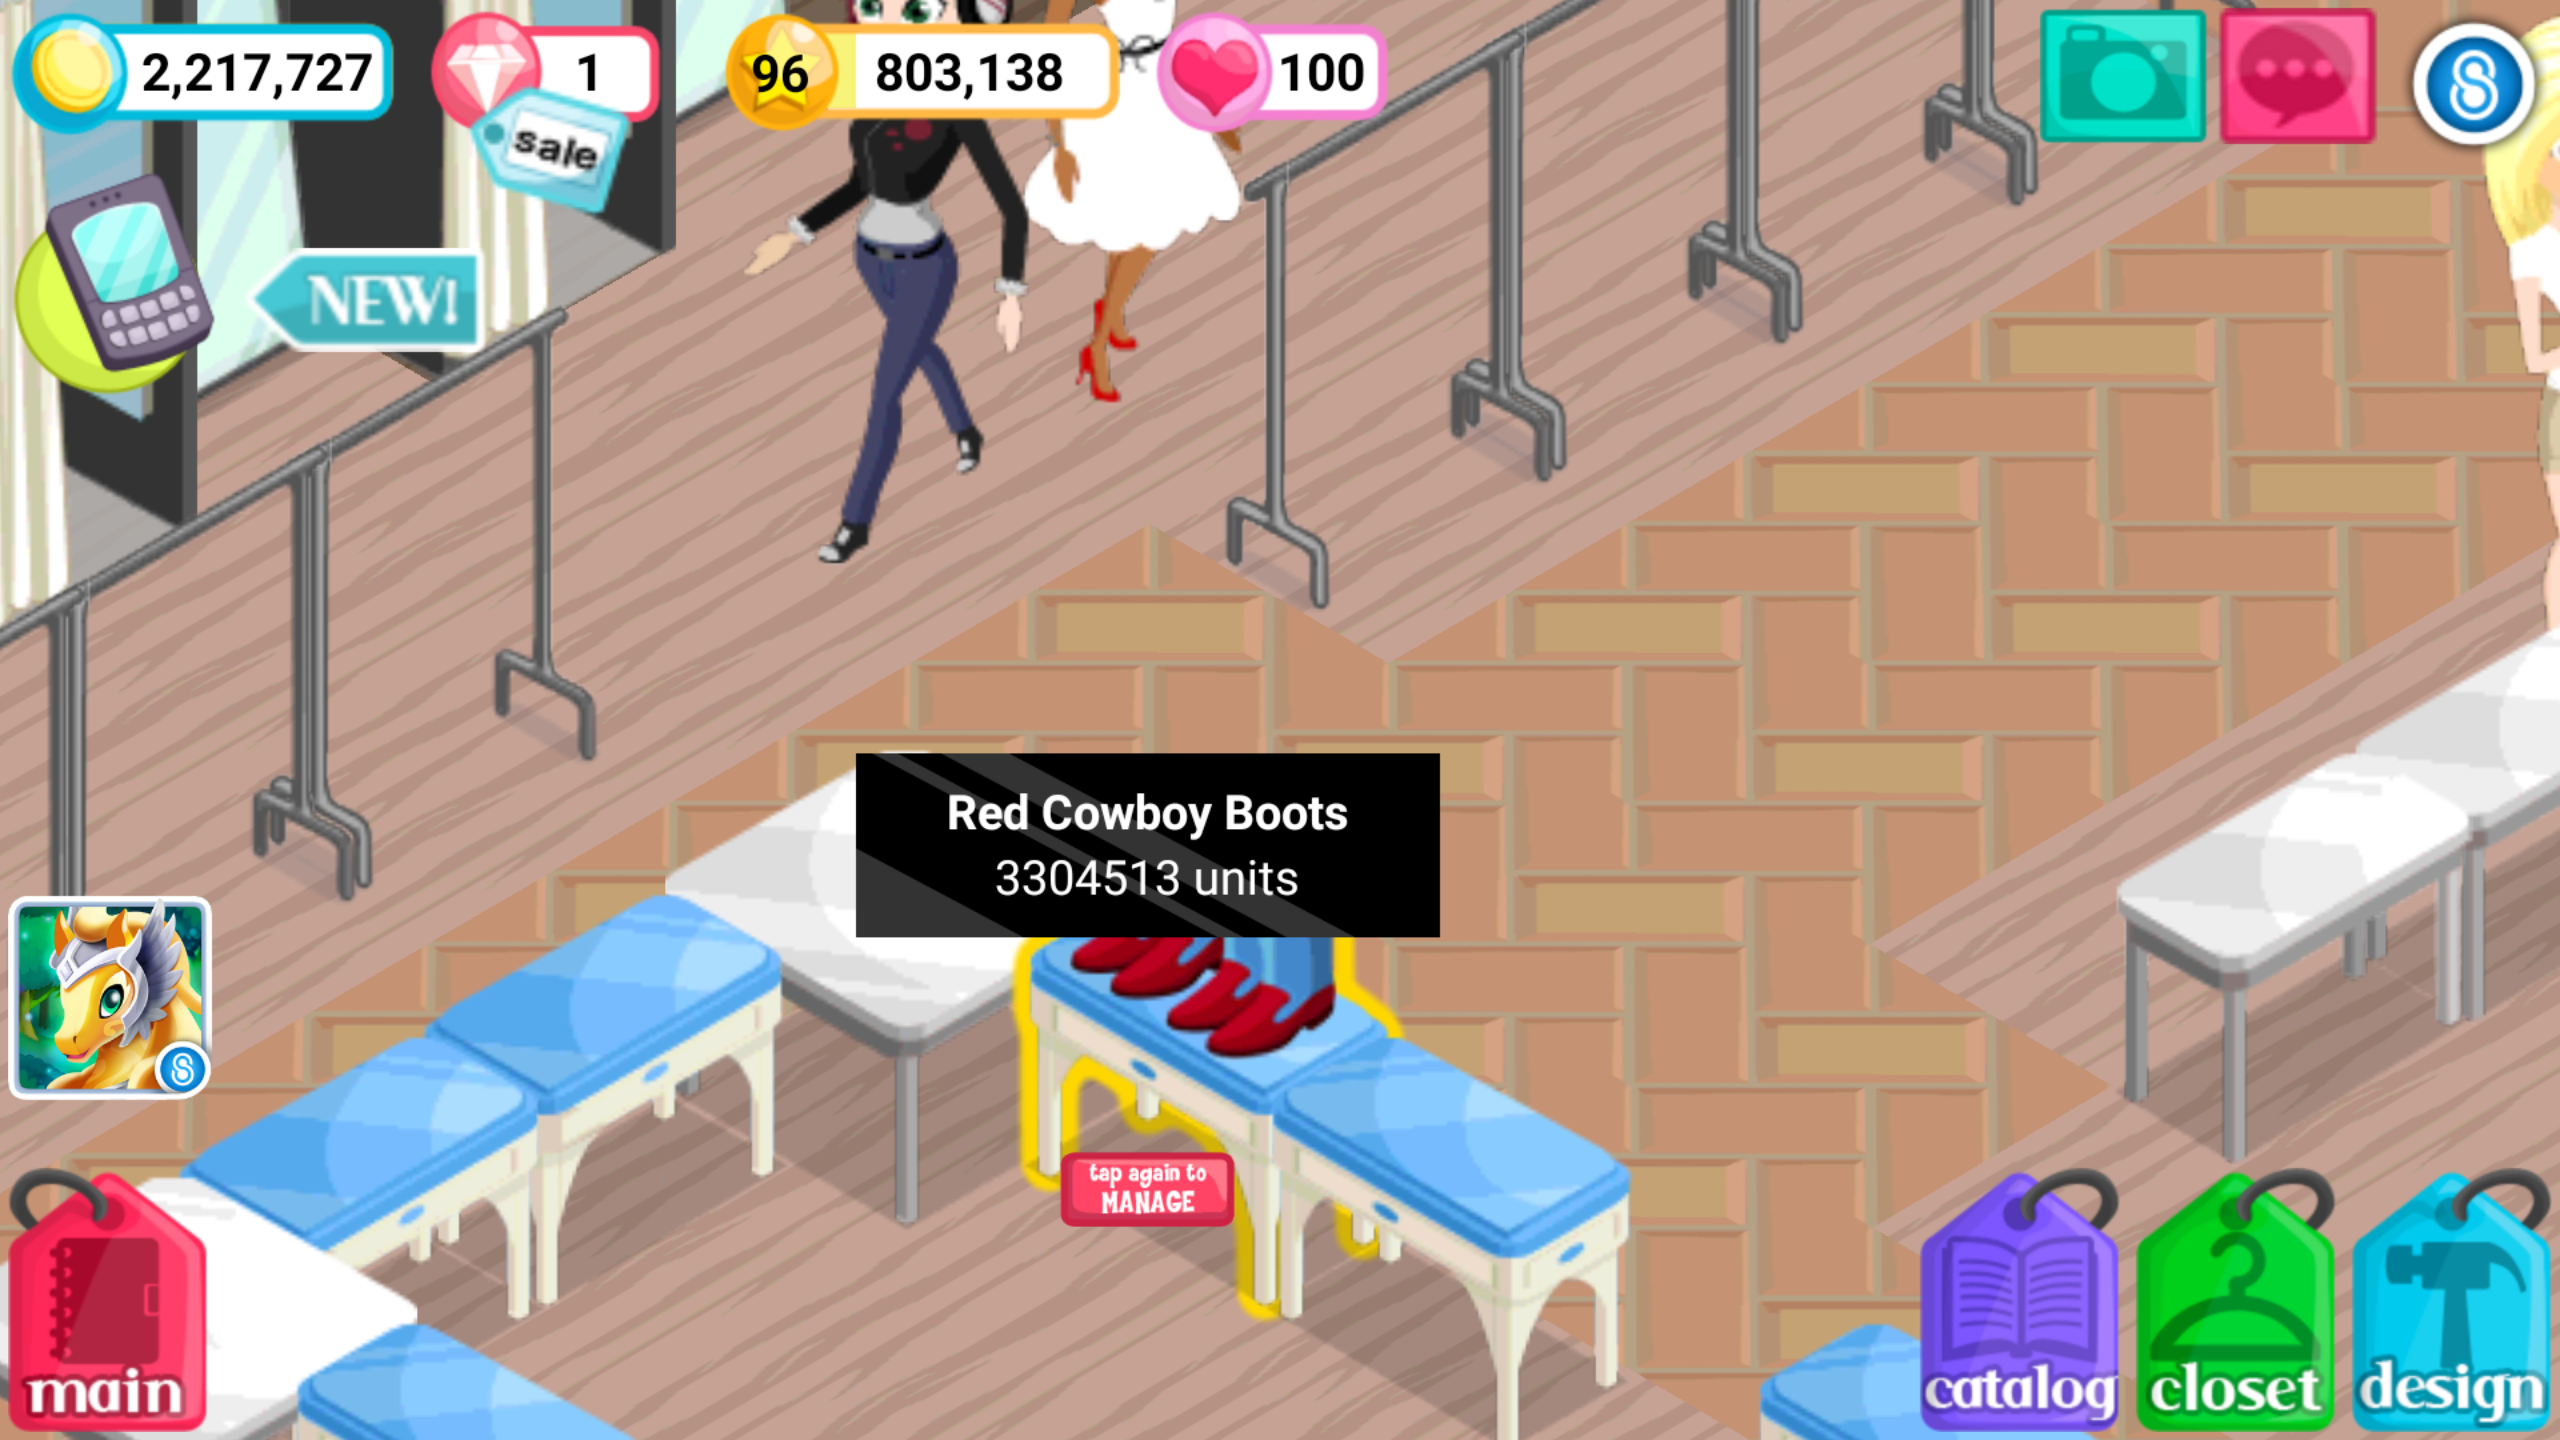 2,217,727
1
96
803,138
100
sale
NEW!
Red Cowboy Boots
3304513 units
tap again to
MANAGE
main
catalog
closet
design